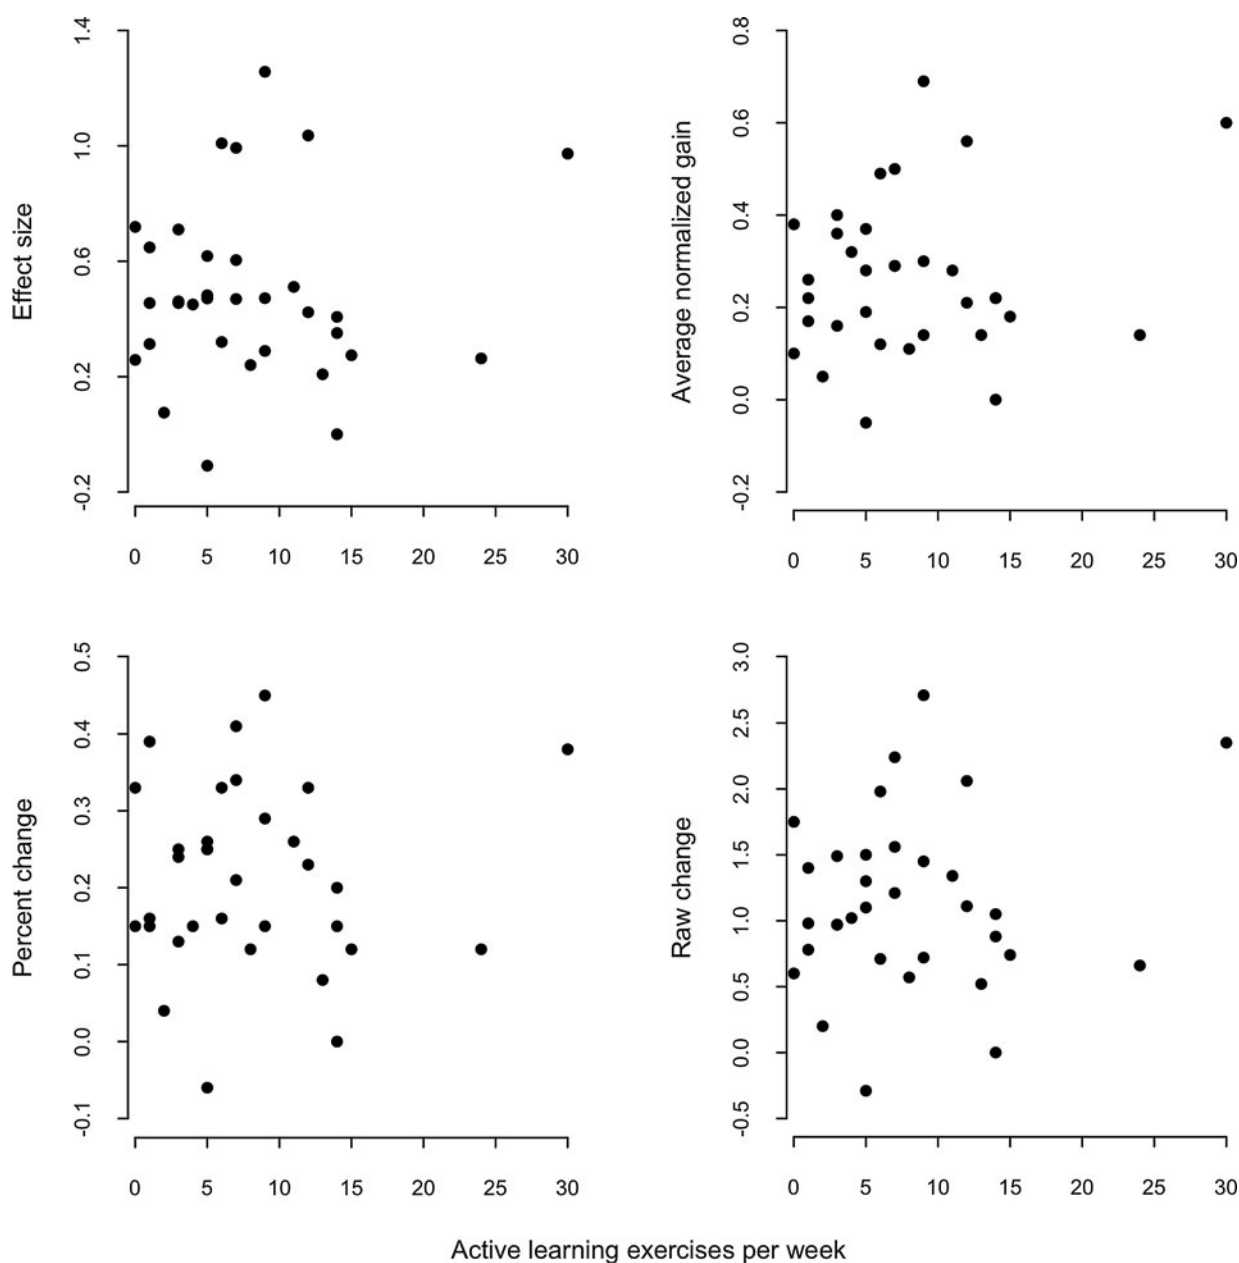 Effect size
1.4
1.0
0.6
0.2
-0.2
0 5 10 15 20 25 30
Average normalized gain
0.8
0.6
0.4
0.2
0.0
-0.2
0 5 10 15 20 25 30
Percent change
0.5
0.4
0.3
0.2
0.1
0.0
-0.1
0 5 10 15 20 25 30
Raw change
3.0
2.5
2.0
1.5
1.0
0.5
0.0
-0.5
0 5 10 15 20 25 30
Active learning exercises per week